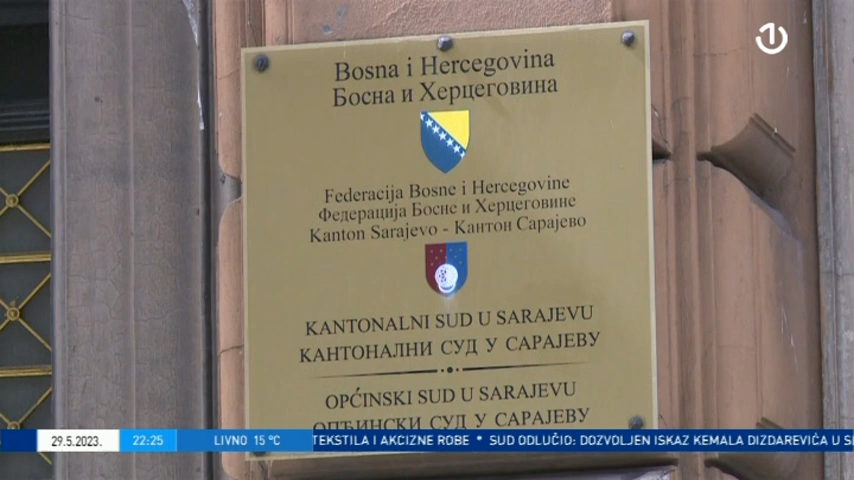 Bosna i Hercegovina
Босна и Херцеговина
Federacija Bosne i Hercegovine
Федерација Босне и Херцеговине
Kanton Sarajevo - Кантон Сарајево
KANTONALNI SUD U SARAJEVU
КАНТОНАЛНИ СУД У САРАЈЕВУ
OPĆINSKI SUD U SARAJEVU
ОПЋИНСКИ СУД У САРАЈЕВУ
29.5.2023. 22:25 LIVNO 15 °C TEKSTILA I AKCIZNE ROBE * SUD ODLUČIO: DOZVOLJEN ISKAZ KEMALA DIZDAREVIĆA U